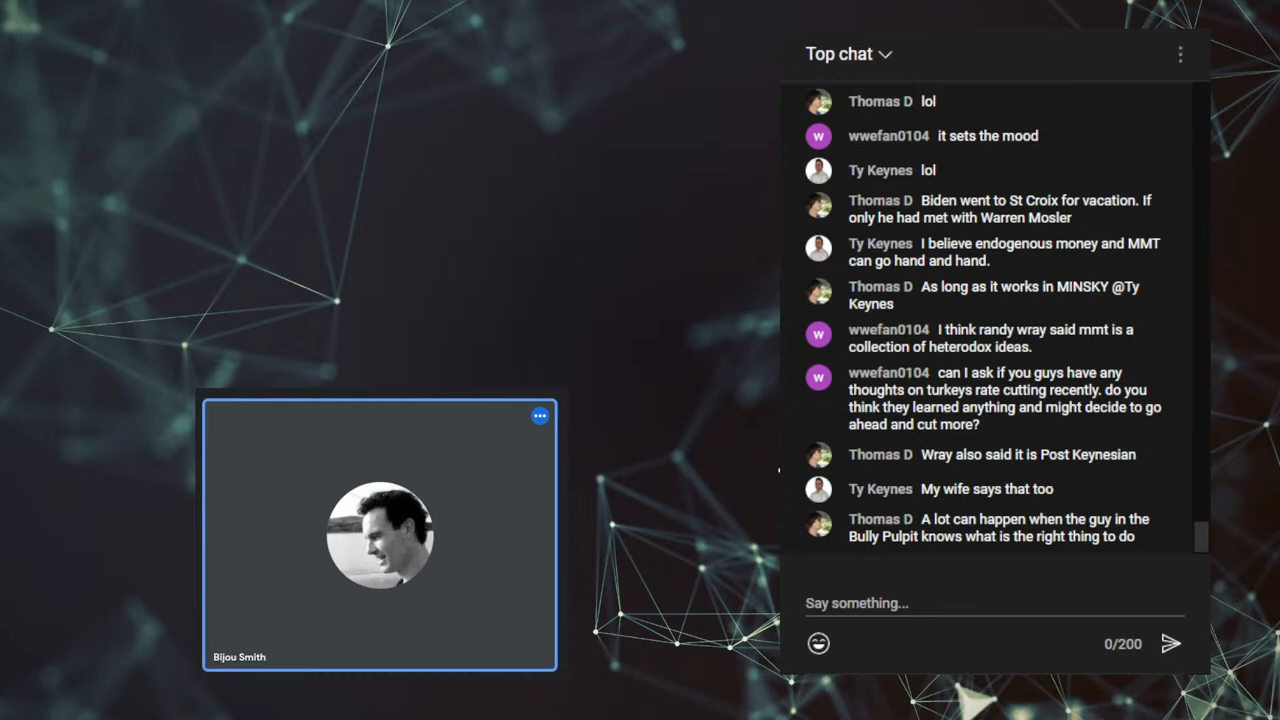 Top chat
Thomas D lol
w wwefan0104 it sets the mood
Ty Keynes lol
Thomas D Biden went to St Croix for vacation. If
only he had met with Warren Mosler
Ty Keynes I believe endogenous money and MMT
can go hand and hand.
Thomas D As long as it works in MINSKY @Ty
Keynes
w wwefan0104 I think randy wray said mmt is a
collection of heterodox ideas.
w wwefan0104 can I ask if you guys have any
thoughts on turkeys rate cutting recently. do you
think they learned anything and might decide to go
ahead and cut more?
Thomas D Wray also said it is Post Keynesian
Ty Keynes My wife says that too
Thomas D A lot can happen when the guy in the
Bully Pulpit knows what is the right thing to do
Say something...
0/200
Bijou Smith